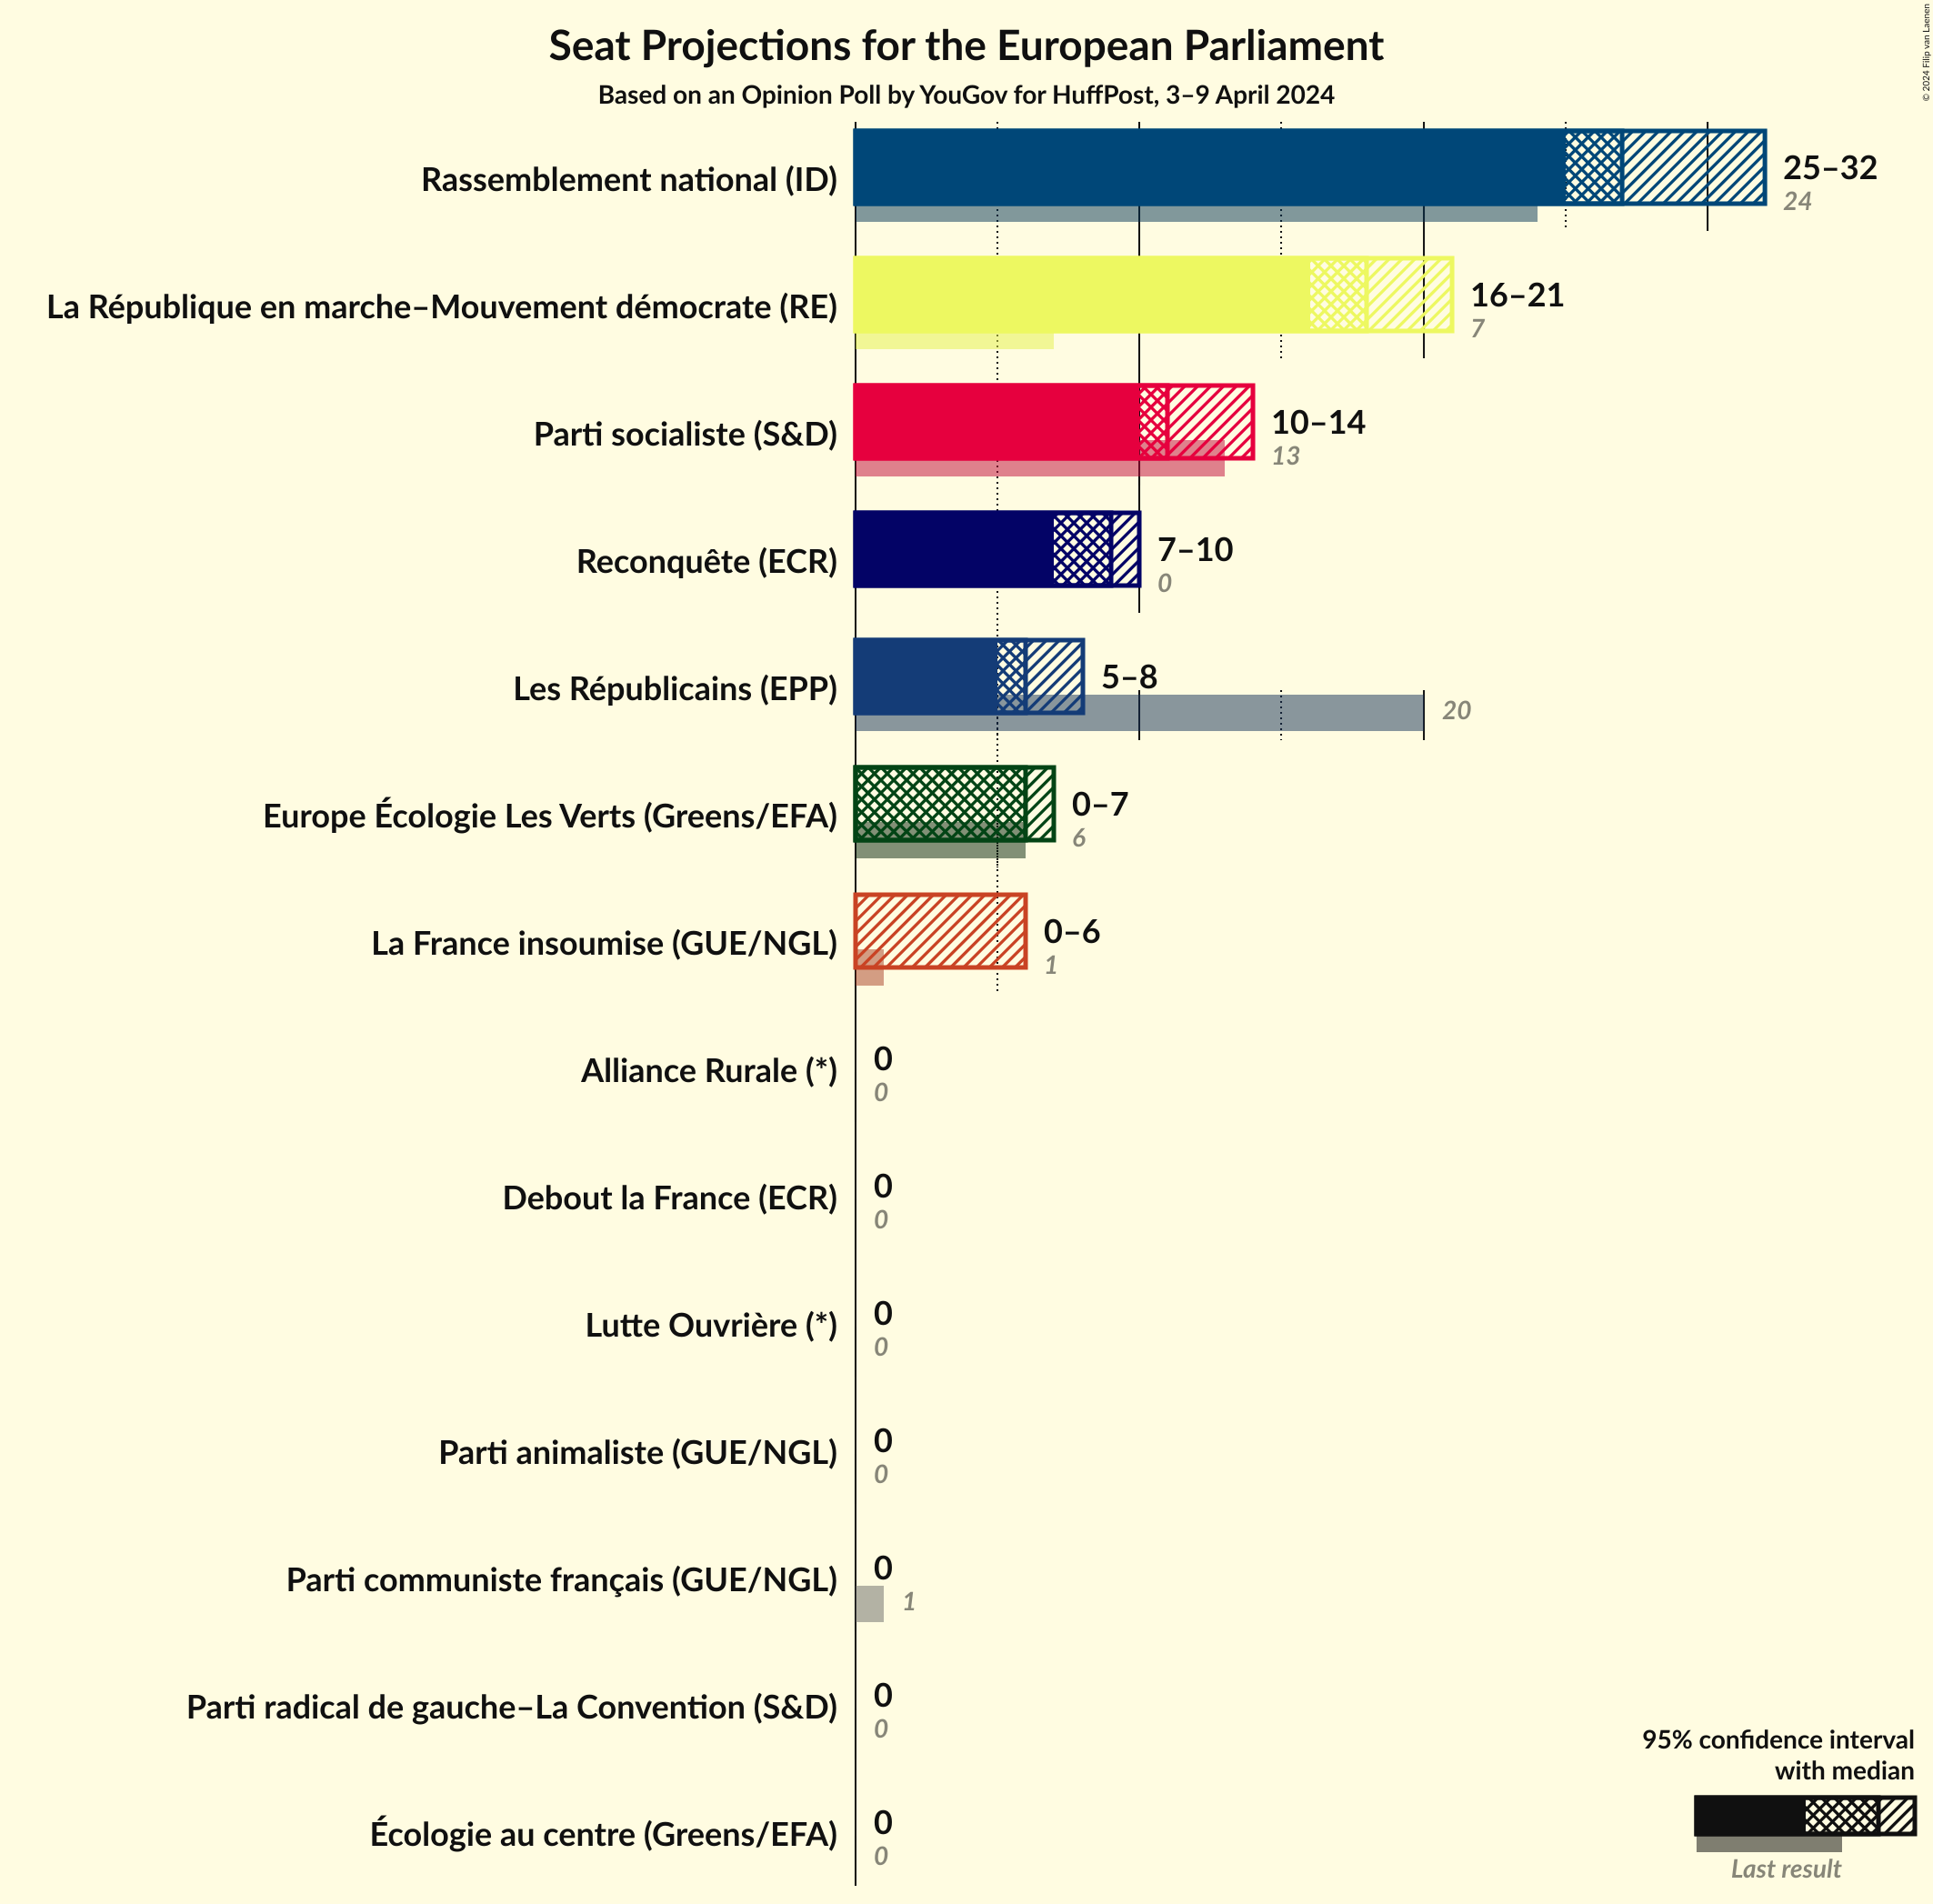 Seat Projections for the European Parliament
Based on an Opinion Poll by YouGov for HuffPost, 3–9 April 2024
© 2024 Filip van Laenen
Rassemblement national (ID)
25–32
24
La République en marche–Mouvement démocrate (RE)
16–21
7
Parti socialiste (S&D)
10–14
13
Reconquête (ECR)
7–10
0
Les Républicains (EPP)
5–8
20
Europe Écologie Les Verts (Greens/EFA)
0–7
6
La France insoumise (GUE/NGL)
0–6
1
Alliance Rurale (*)
0
0
Debout la France (ECR)
0
0
Lutte Ouvrière (*)
0
0
Parti animaliste (GUE/NGL)
0
0
Parti communiste français (GUE/NGL)
0
1
Parti radical de gauche–La Convention (S&D)
0
0
Écologie au centre (Greens/EFA)
0
0
95% confidence interval
with median
Last result